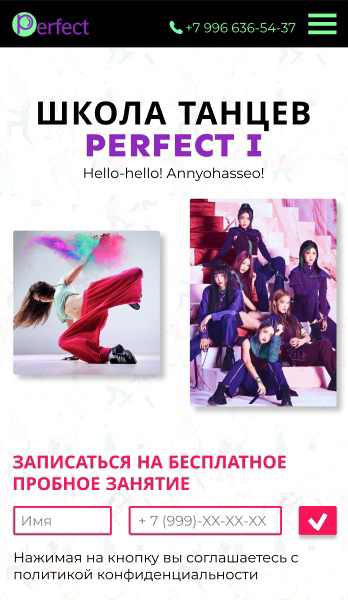 Perfect
+7 996 636-54-37
ШКОЛА ТАНЦЕВ
PERFECT I
Hello-hello! Annyohasseo!
ЗАПИСАТЬСЯ НА БЕСПЛАТНОЕ
ПРОБНОЕ ЗАНЯТИЕ
Имя
+ 7 (999)-XX-XX-XX
Нажимая на кнопку вы соглашаетесь с
политикой конфиденциальности